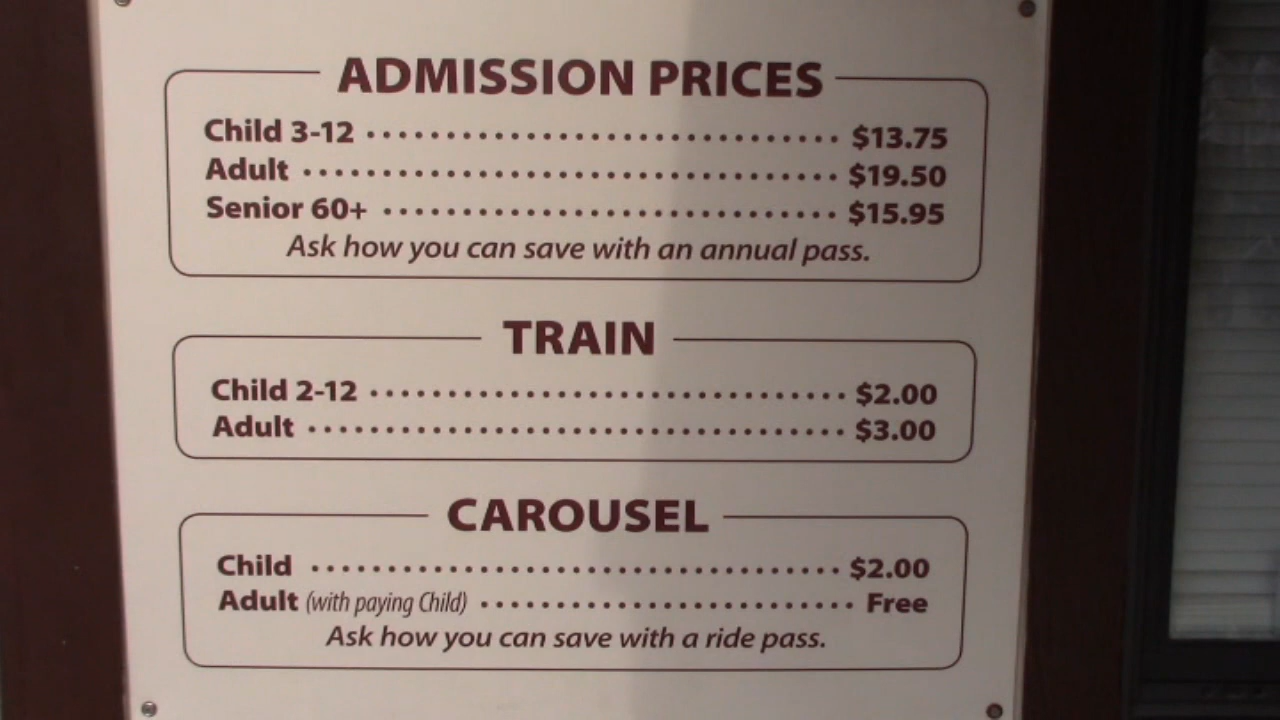 ADMISSION PRICES
Child 3-12 ........................................ $13.75
Adult ........................................ $19.50
Senior 60+ ........................................ $15.95
Ask how you can save with an annual pass.
TRAIN
Child 2-12 ........................................ $2.00
Adult ........................................ $3.00
CAROUSEL
Child ........................................ $2.00
Adult (with paying Child) ........................................ Free
Ask how you can save with a ride pass.